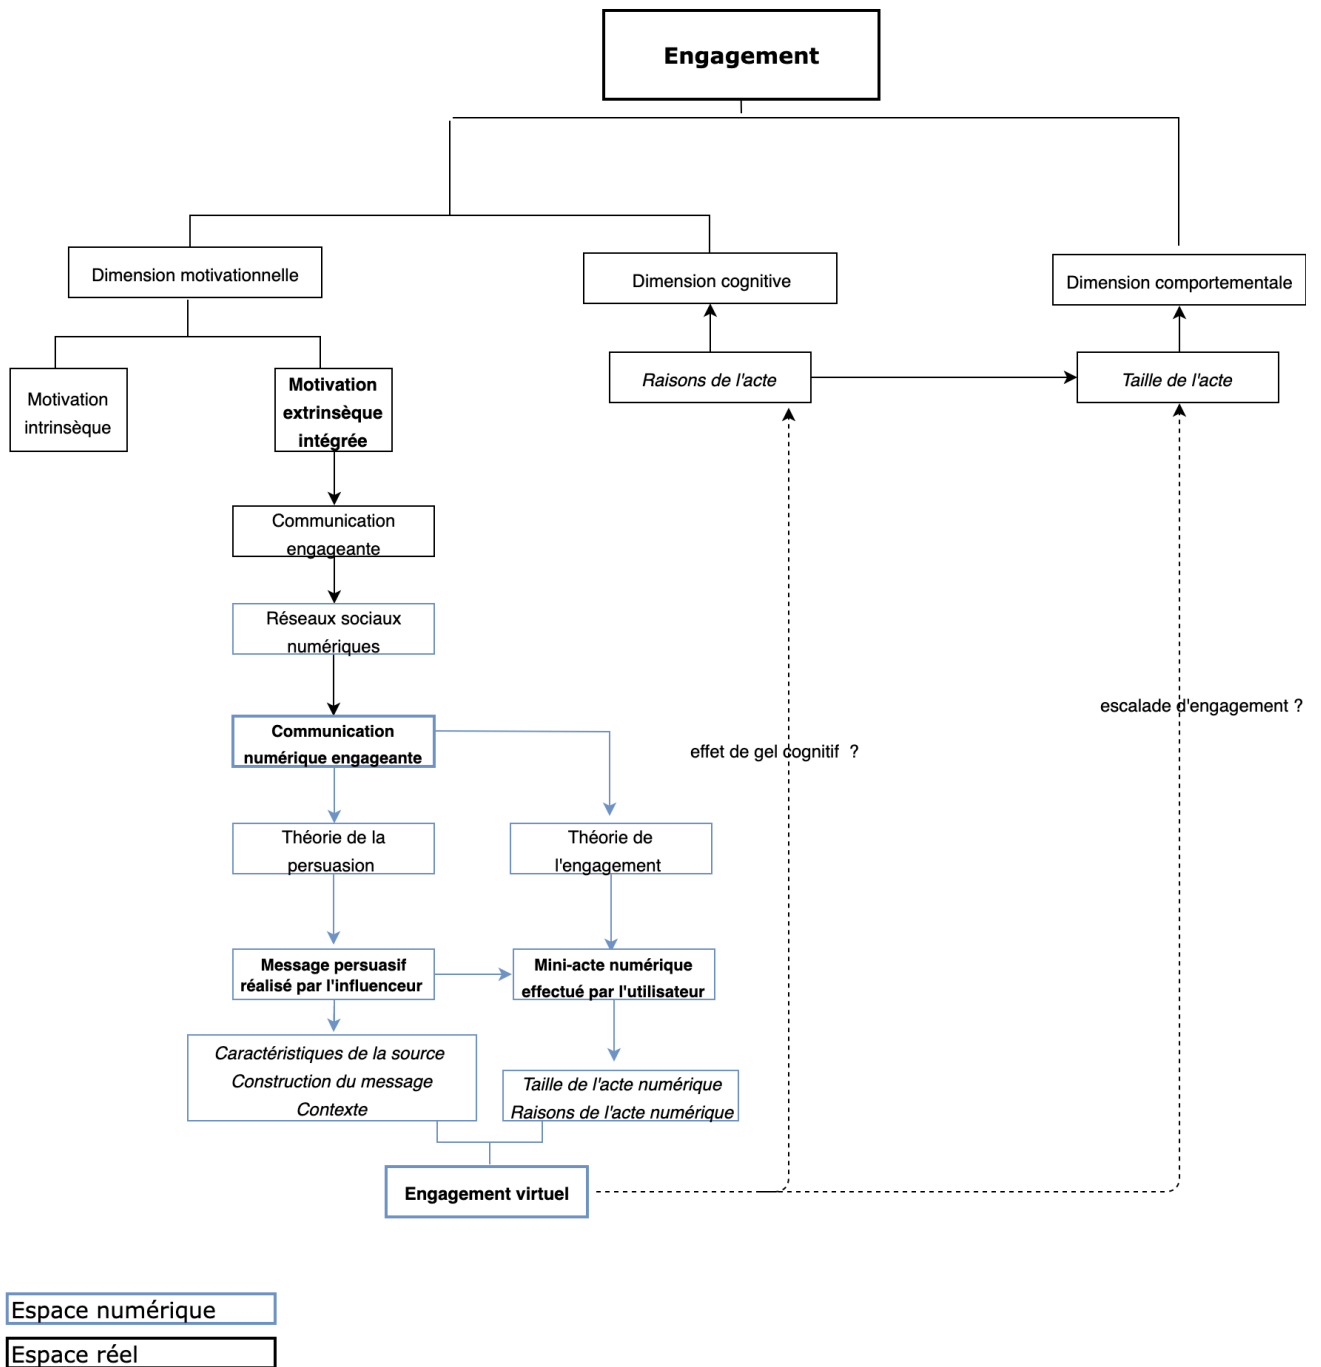 Engagement
Dimension motivationnelle
Dimension cognitive
Dimension comportementale
Motivation
intrinsèque
Motivation
extrinsèque
intégrée
Raisons de l'acte
Taille de l'acte
Communication
engageante
Réseaux sociaux
numériques
Communication
numérique engageante
effet de gel cognitif ?
escalade d'engagement ?
Théorie de la
persuasion
Théorie de
l'engagement
Message persuasif
réalisé par l'influenceur
Mini-acte numérique
effectué par l'utilisateur
Caractéristiques de la source
Construction du message
Contexte
Taille de l'acte numérique
Raisons de l'acte numérique
Engagement virtuel
Espace numérique
Espace réel